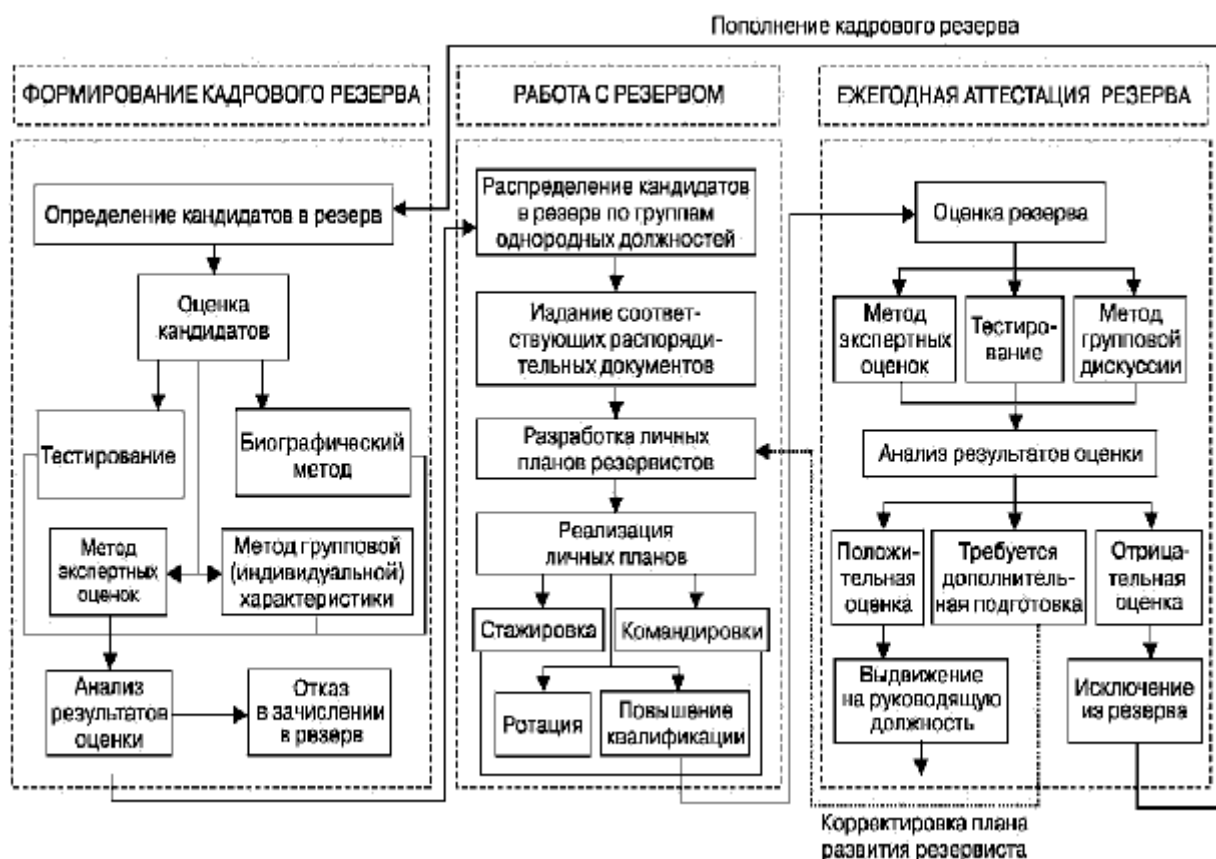 Пополнение кадрового резерва
ФОРМИРОВАНИЕ КАДРОВОГО РЕЗЕРВА
Определение кандидатов в резерв
Оценка
кандидатов
Тестирование
Биографический
метод
Метод
экспертных
оценок
Метод групповой
(индивидуальной)
характеристики
Анализ
результатов
оценки
Отказ
в зачислении
в резерв
РАБОТА С РЕЗЕРВОМ
Распределение кандидатов
в резерв по группам
однородных должностей
Издание соответ-
ствующих распоряди-
тельных документов
Разработка личных
планов резервистов
Реализация
личных планов
Стажировка
Командировки
Ротация
Повышение
квалификации
ЕЖЕГОДНАЯ АТТЕСТАЦИЯ РЕЗЕРВА
Оценка резерва
Метод
экспертных
оценок
Тестиро-
вание
Метод
групповой
дискуссии
Анализ результатов оценки
Положи-
тельная
оценка
Требуется
дополнитель-
ная подготовка
Отрица-
тельная
оценка
Выдвижение
на руководящую
должность
Исключение
из резерва
Корректировка плана
развития резервиста